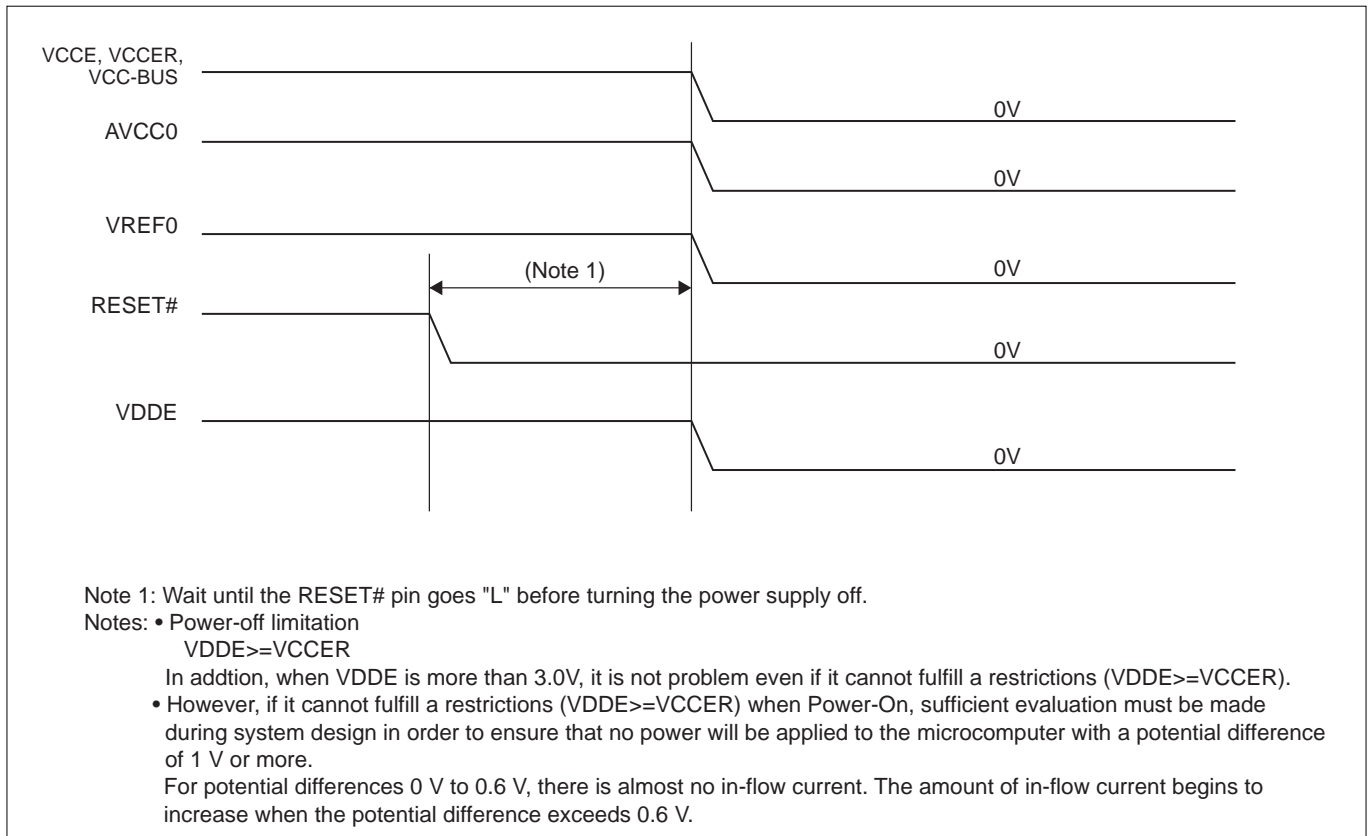 VCCE, VCCER,
VCC-BUS
0V
AVCC0
0V
VREF0
(Note 1)
0V
RESET#
0V
VDDE
0V
Note 1: Wait until the RESET# pin goes "L" before turning the power supply off.
Notes: • Power-off limitation
VDDE>=VCCER
In addtion, when VDDE is more than 3.0V, it is not problem even if it cannot fulfill a restrictions (VDDE>=VCCER).
• However, if it cannot fulfill a restrictions (VDDE>=VCCER) when Power-On, sufficient evaluation must be made
during system design in order to ensure that no power will be applied to the microcomputer with a potential difference
of 1 V or more.
For potential differences 0 V to 0.6 V, there is almost no in-flow current. The amount of in-flow current begins to
increase when the potential difference exceeds 0.6 V.